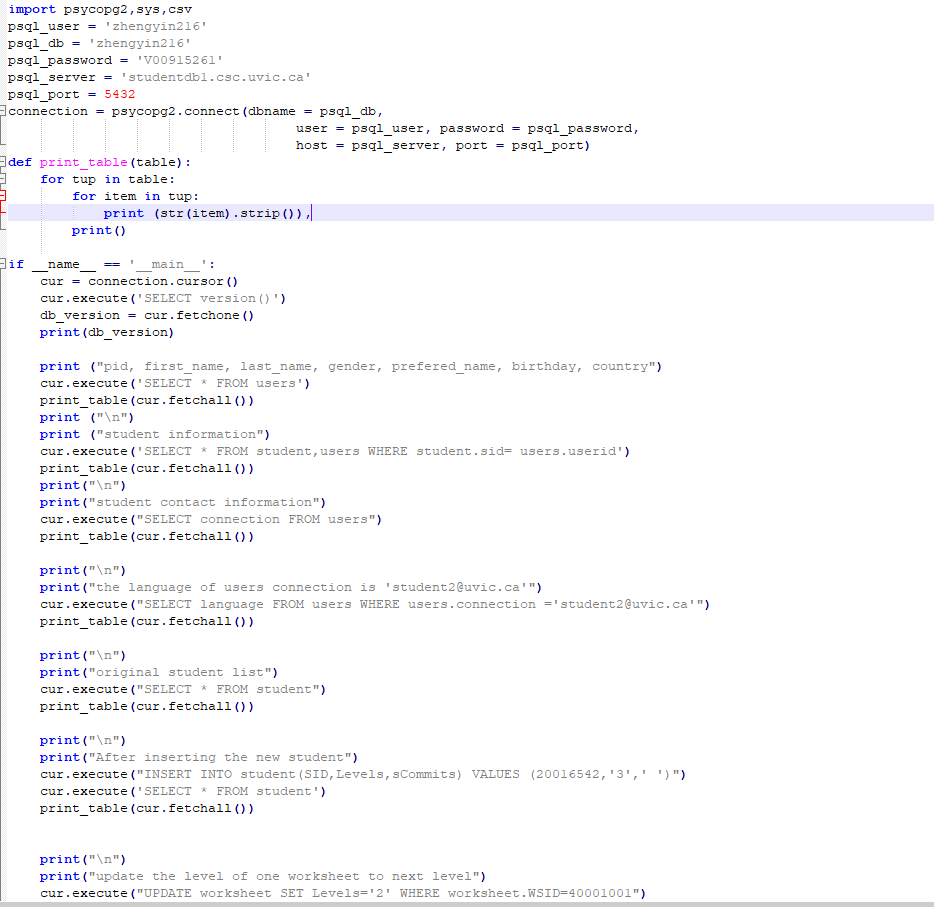 import psycopg2,sys,csv
psql_user = 'zhengyin216'
psql_db = 'zhengyin216'
psql_password = 'V00915261'
psql_server = 'studentdb1.csc.uvic.ca'
psql_port = 5432
connection = psycopg2.connect(dbname = psql_db,
user = psql_user, password = psql_password,
host = psql_server, port = psql_port)
def print_table(table):
for tup in table:
for item in tup:
print (str(item).strip()),
print()
if __name__ == '__main__':
cur = connection.cursor()
cur.execute('SELECT version()')
db_version = cur.fetchone()
print(db_version)
print ("pid, first_name, last_name, gender, prefered_name, birthday, country")
cur.execute('SELECT * FROM users')
print_table(cur.fetchall())
print ("\n")
print ("student information")
cur.execute('SELECT * FROM student,users WHERE student.sid= users.userid')
print_table(cur.fetchall())
print("\n")
print("student contact information")
cur.execute("SELECT connection FROM users")
print_table(cur.fetchall())
print("\n")
print("the language of users connection is 'student2@uvic.ca'")
cur.execute("SELECT language FROM users WHERE users.connection ='student2@uvic.ca'")
print_table(cur.fetchall())
print("\n")
print("original student list")
cur.execute("SELECT * FROM student")
print_table(cur.fetchall())
print("\n")
print("After inserting the new student")
cur.execute("INSERT INTO student(SID,Levels,sCommits) VALUES (20016542,'3',' ')")
cur.execute('SELECT * FROM student')
print_table(cur.fetchall())
print("\n")
print("update the level of one worksheet to next level")
cur.execute("UPDATE worksheet SET Levels='2' WHERE worksheet.WSID=40001001")